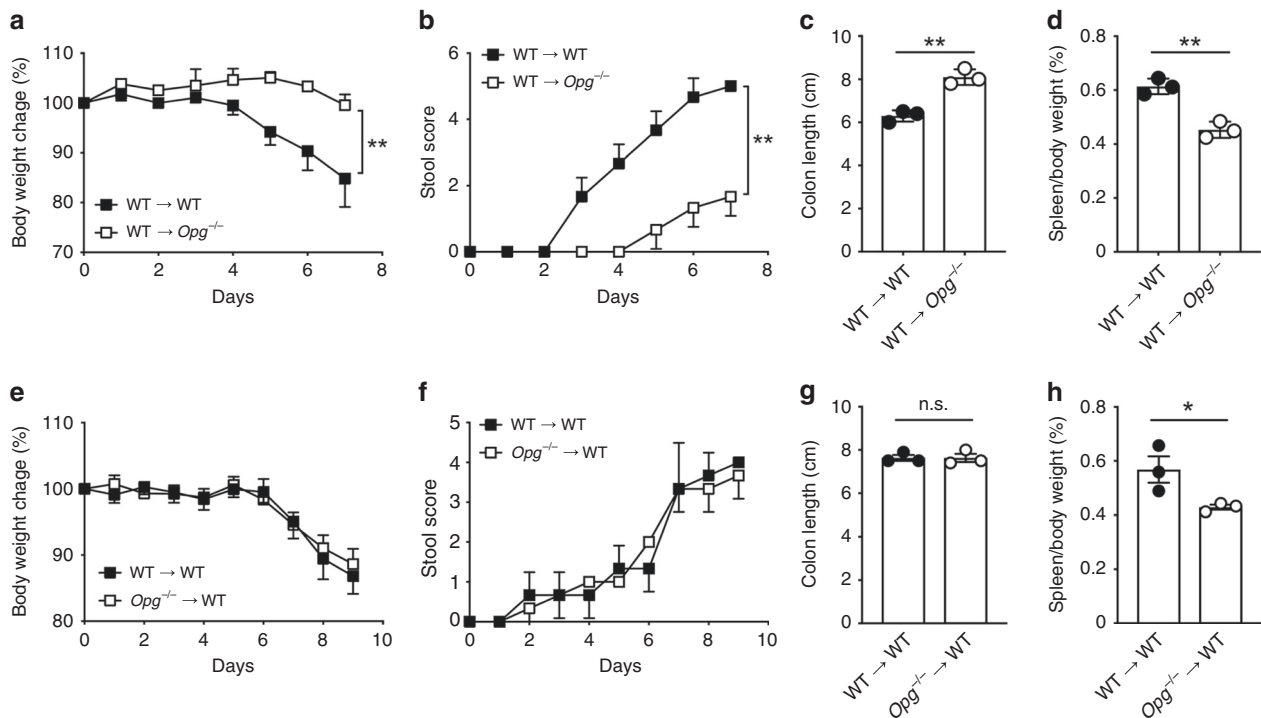 a
Body weight chage (%)
110
100
90
80
70
WT → WT
WT → Opg⁻/⁻
**
0 2 4 6 8
Days
b
Stool score
6
4
2
0
WT → WT
WT → Opg⁻/⁻
**
0 2 4 6 8
Days
c
Colon length (cm)
10
8
6
4
2
0
**
WT → WT
WT → Opg⁻/⁻
d
Spleen/body weight (%)
0.8
0.6
0.4
0.2
0
**
WT → WT
WT → Opg⁻/⁻
e
Body weight chage (%)
110
100
90
80
WT → WT
Opg⁻/⁻ → WT
0 2 4 6 8 10
Days
f
Stool score
5
4
3
2
1
0
WT → WT
Opg⁻/⁻ → WT
0 2 4 6 8 10
Days
g
Colon length (cm)
10
8
6
4
2
0
n.s.
WT → WT
Opg⁻/⁻ → WT
h
Spleen/body weight (%)
0.8
0.6
0.4
0.2
0
*
WT → WT
Opg⁻/⁻ → WT